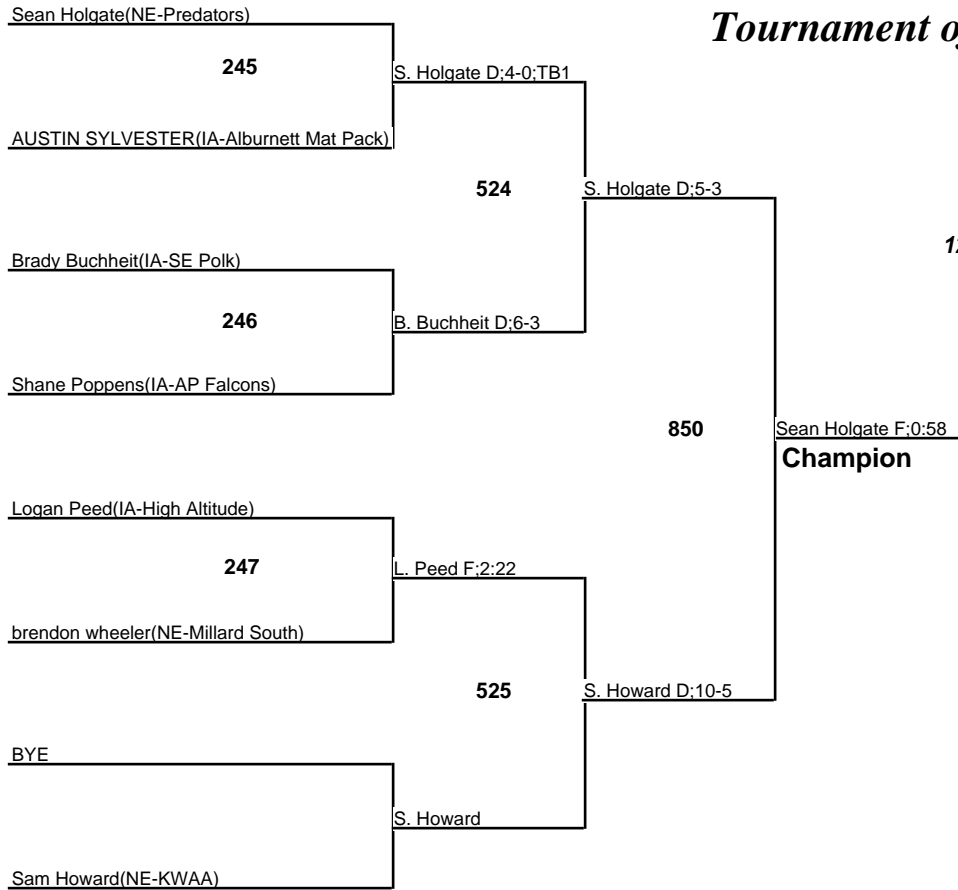 Sean Holgate(NE-Predators)
Tournament o
245
S. Holgate D;4-0;TB1
AUSTIN SYLVESTER(IA-Alburnett Mat Pack)
524
S. Holgate D;5-3
Brady Buchheit(IA-SE Polk)
246
B. Buchheit D;6-3
Shane Poppens(IA-AP Falcons)
850
Sean Holgate F;0:58
Champion
Logan Peed(IA-High Altitude)
247
L. Peed F;2:22
brendon wheeler(NE-Millard South)
525
S. Howard D;10-5
BYE
S. Howard
Sam Howard(NE-KWAA)